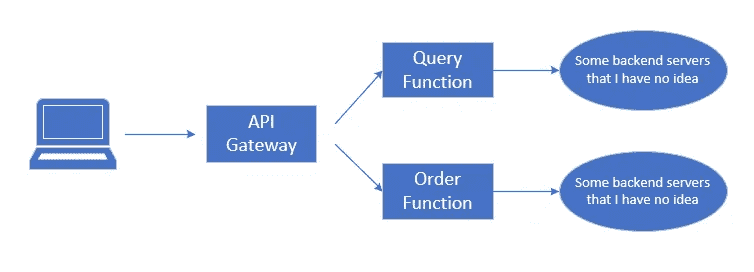 API
Gateway
Query
Function
Some backend servers
that I have no idea
Order
Function
Some backend servers
that I have no idea